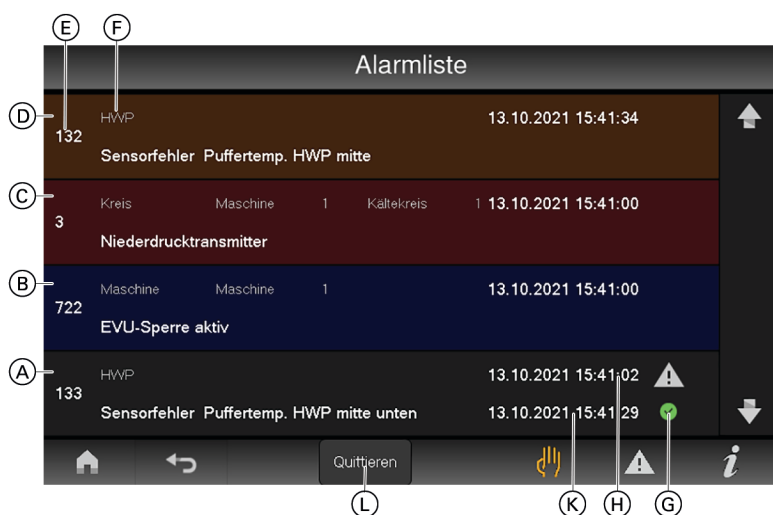 E F
Alarmliste
D HWP 13.10.2021 15:41:34
132
Sensorfehler Puffertemp. HWP mitte
C Kreis Maschine 1 Kältekreis 1 13.10.2021 15:41:00
3
Niederdrucktransmitter
B Maschine Maschine 1 13.10.2021 15:41:00
722
EVU-Sperre aktiv
A HWP 13.10.2021 15:41:02
133
Sensorfehler Puffertemp. HWP mitte unten 13.10.2021 15:41:29
Quittieren i
L K H G